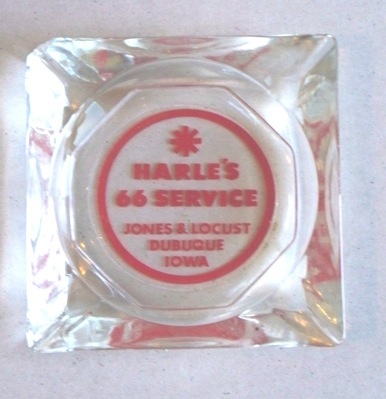 HARLE'S
66 SERVICE
JONES & LOCUST
DUBUQUE
IOWA